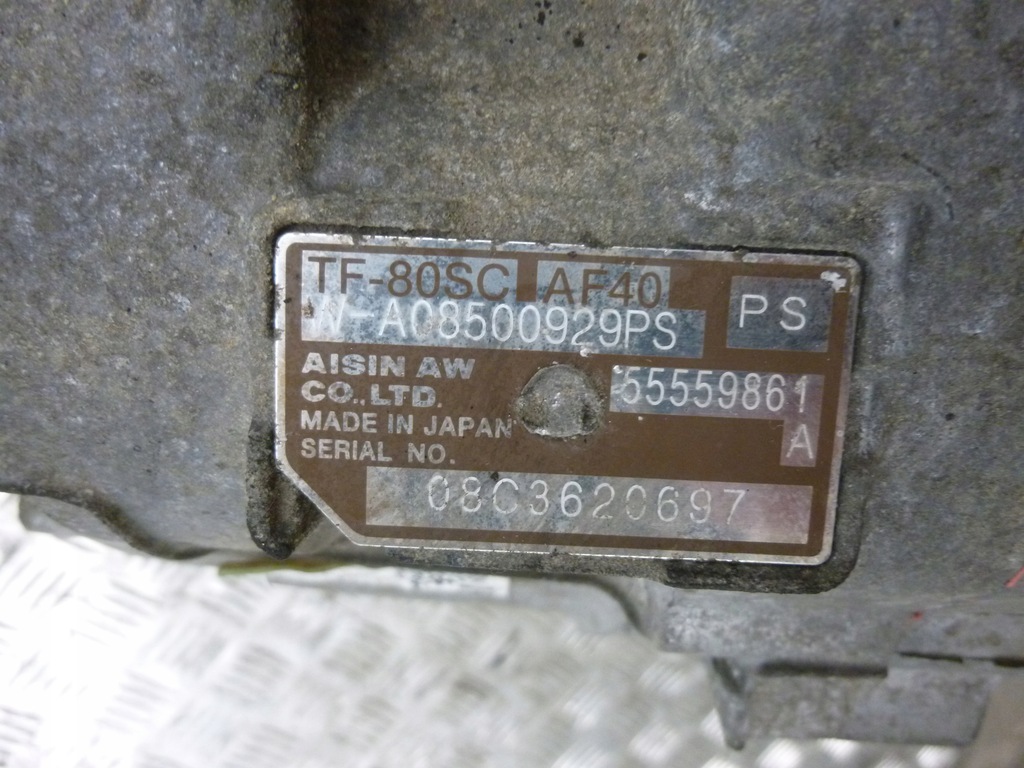 TF-80SC AF40
W-A08500929PS
PS
AISIN AW
CO.,LTD.
55559861
MADE IN JAPAN
A
SERIAL NO.
08C3620697